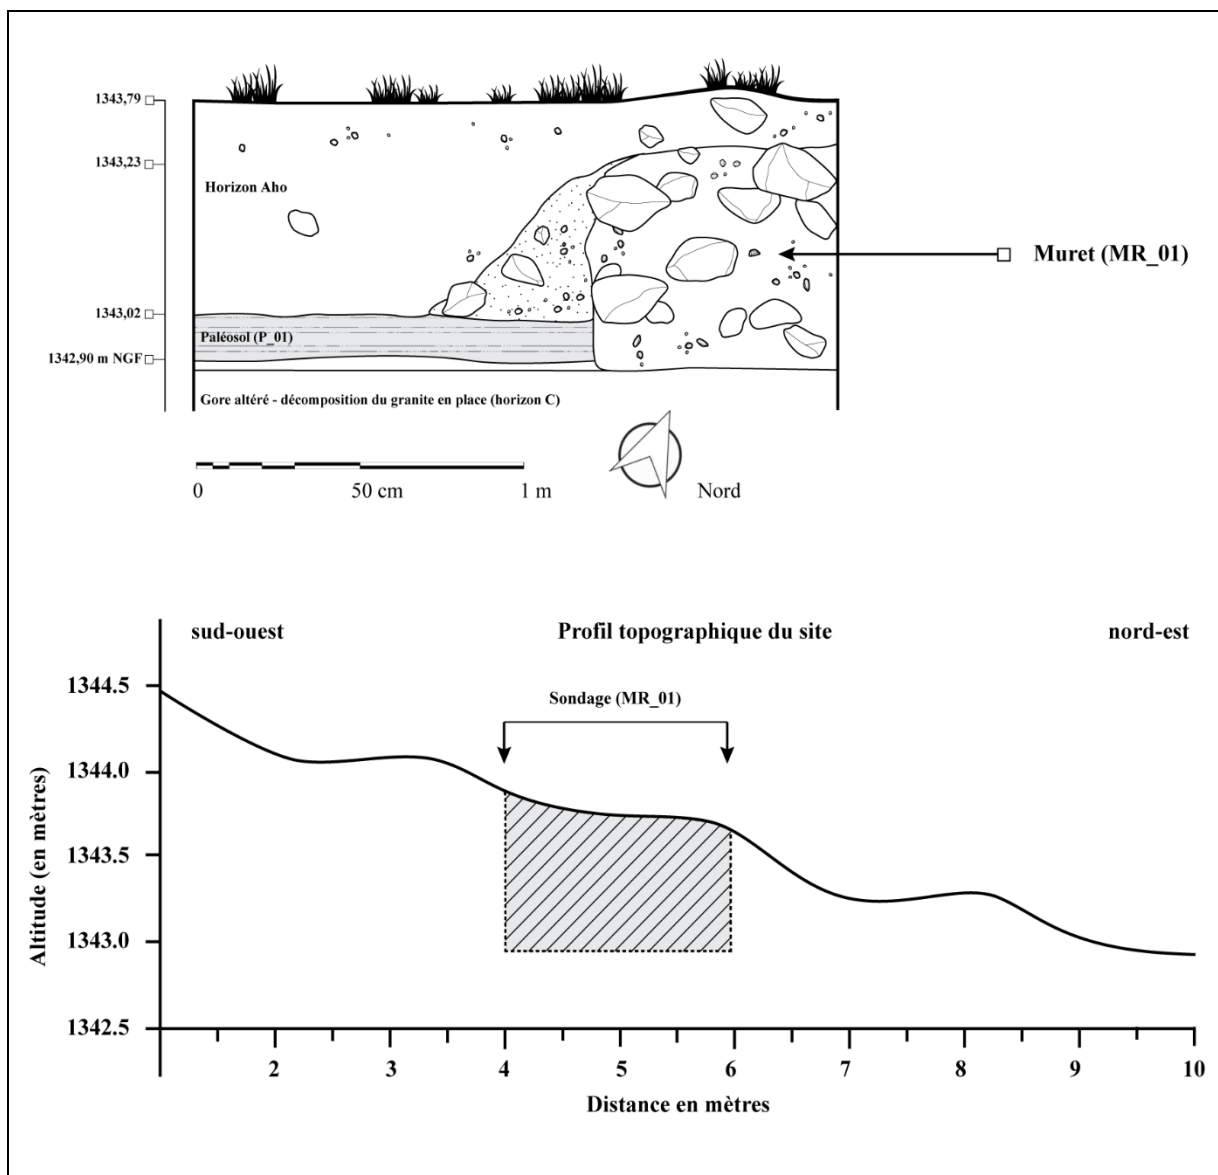 1343,79
1343,23
Horizon Aho
Muret (MR_01)
1343,02
Paléosol (P_01)
1342,90 m NGF
Gore altéré - décomposition du granite en place (horizon C)
0 50 cm 1 m
Nord
sud-ouest Profil topographique du site nord-est
Sondage (MR_01)
Altitude (en mètres)
1344.5
1344.0
1343.5
1343.0
1342.5
2 3 4 5 6 7 8 9 10
Distance en mètres